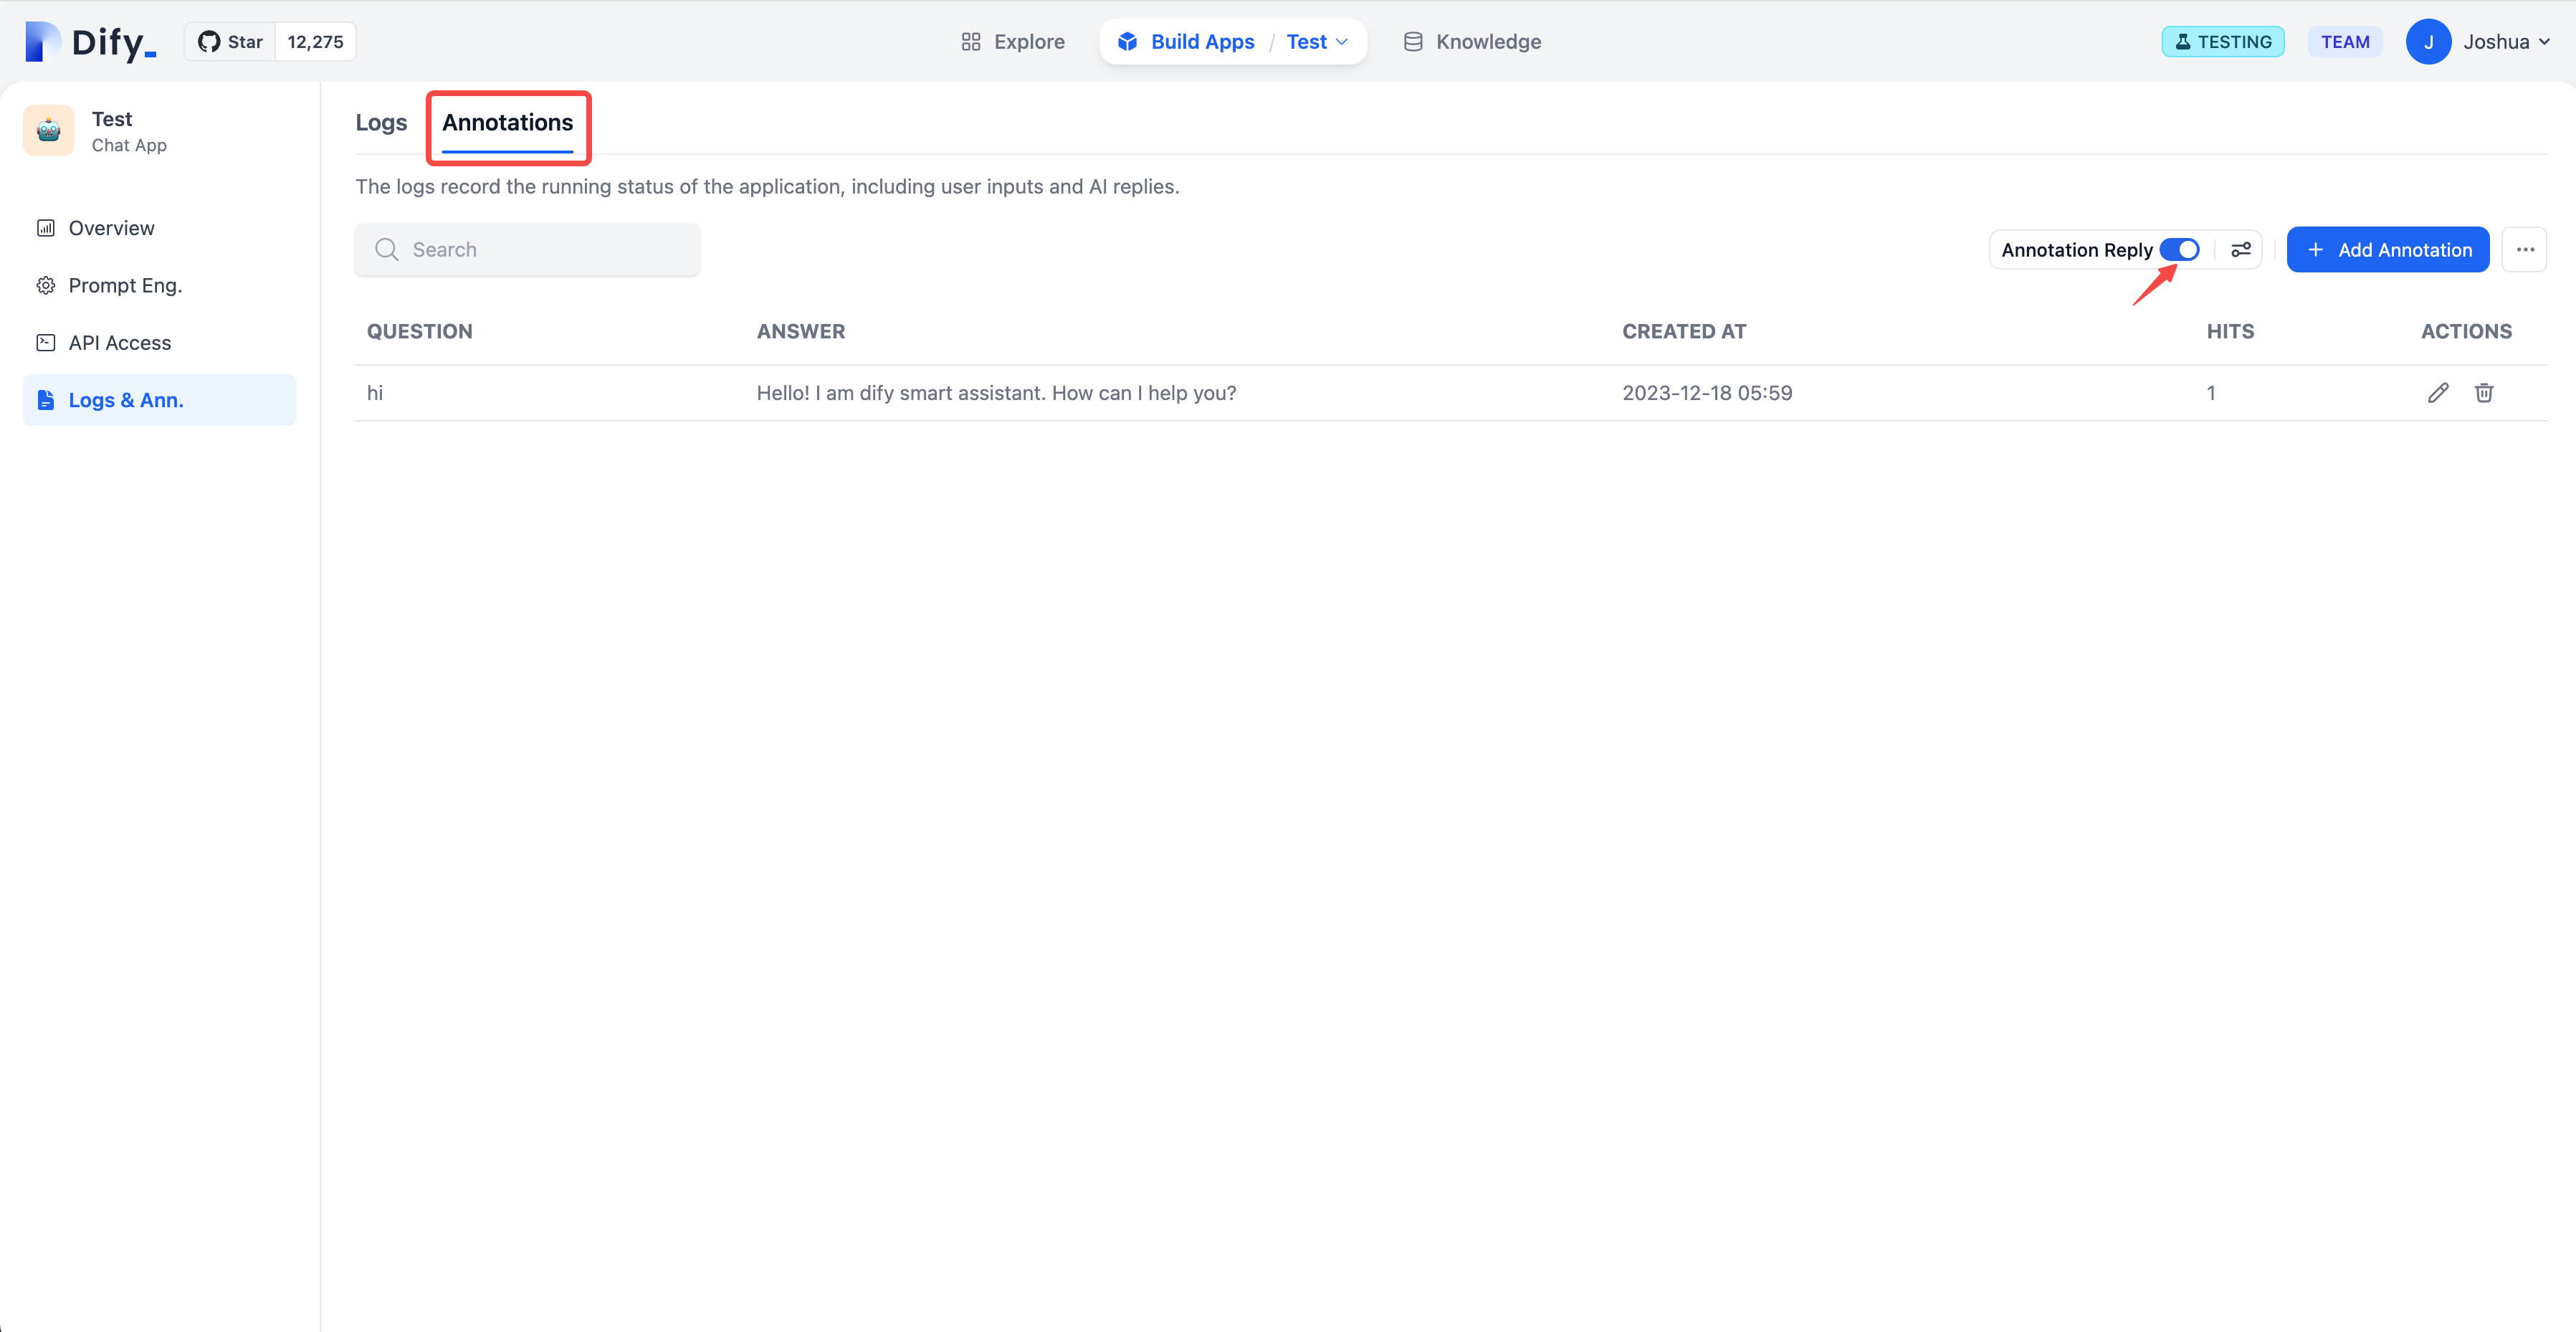 Dify_
Star 12,275
Explore
Build Apps / Test
Knowledge
TESTING
TEAM
J
Joshua
Test
Chat App
Overview
Prompt Eng.
API Access
Logs & Ann.
Logs
Annotations
The logs record the running status of the application, including user inputs and AI replies.
Search
Annotation Reply
+ Add Annotation
QUESTION ANSWER CREATED AT HITS ACTIONS
hi Hello! I am dify smart assistant. How can I help you? 2023-12-18 05:59 1